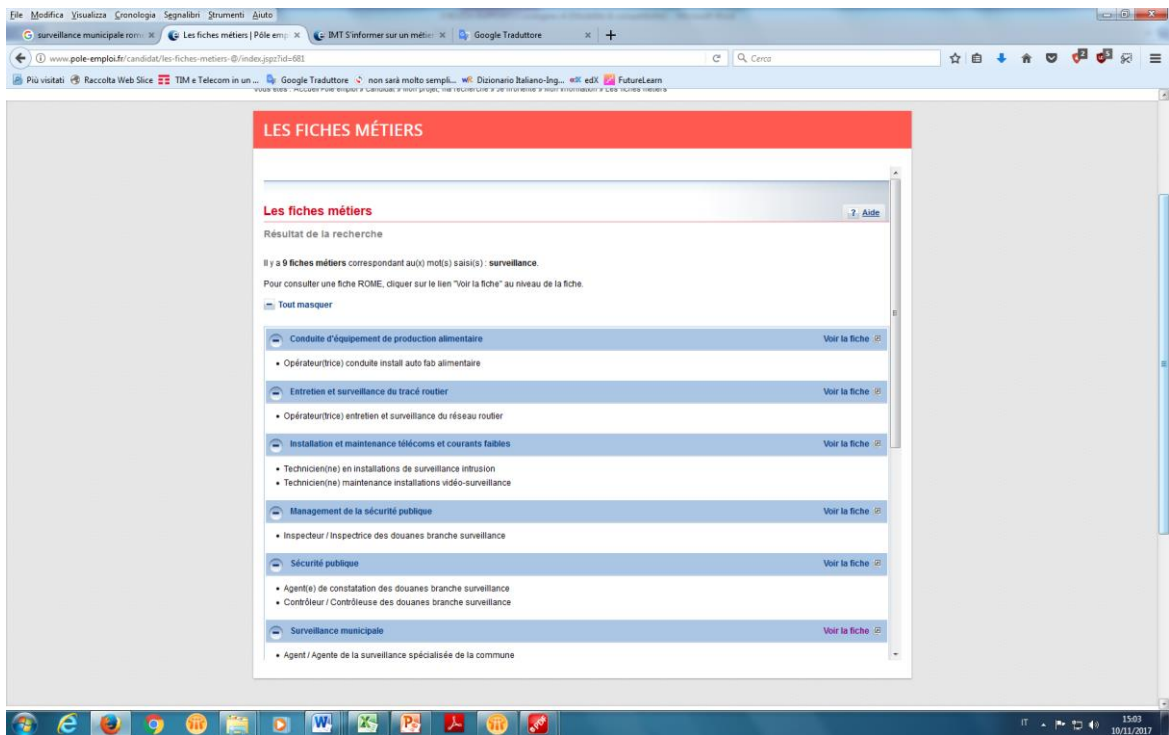 File Modifica Visualizza Cronologia Segnalibri Strumenti Aiuto
surveillance municipale rome Les fiches métiers | Pôle emp IMT S'informer sur un métier Google Traduttore
www.pole-emploi.fr/candidat/les-fiches-metiers-@/index.jspz?id=681 Cerca
Più visitati Raccolta Web Slice TIM e Telecom in un ... Google Traduttore non sarà molto sempli... Dizionario Italiano-Ing... edX FutureLearn
LES FICHES MÉTIERS
Les fiches métiers
? Aide
Résultat de la recherche
Il y a 9 fiches métiers correspondant au(x) mot(s) saisi(s) : surveillance.
Pour consulter une fiche ROME, cliquer sur le lien "Voir la fiche" au niveau de la fiche.
Tout masquer
Conduite d'équipement de production alimentaire Voir la fiche
• Opérateur(trice) conduite install auto fab alimentaire
Entretien et surveillance du tracé routier Voir la fiche
• Opérateur(trice) entretien et surveillance du réseau routier
Installation et maintenance télécoms et courants faibles Voir la fiche
• Technicien(ne) en installations de surveillance intrusion
• Technicien(ne) maintenance installations vidéo-surveillance
Management de la sécurité publique Voir la fiche
• Inspecteur / Inspectrice des douanes branche surveillance
Sécurité publique Voir la fiche
• Agent(e) de constatation des douanes branche surveillance
• Contrôleur / Contrôleuse des douanes branche surveillance
Surveillance municipale Voir la fiche
• Agent / Agente de la surveillance spécialisée de la commune
IT 15:03
10/11/2017